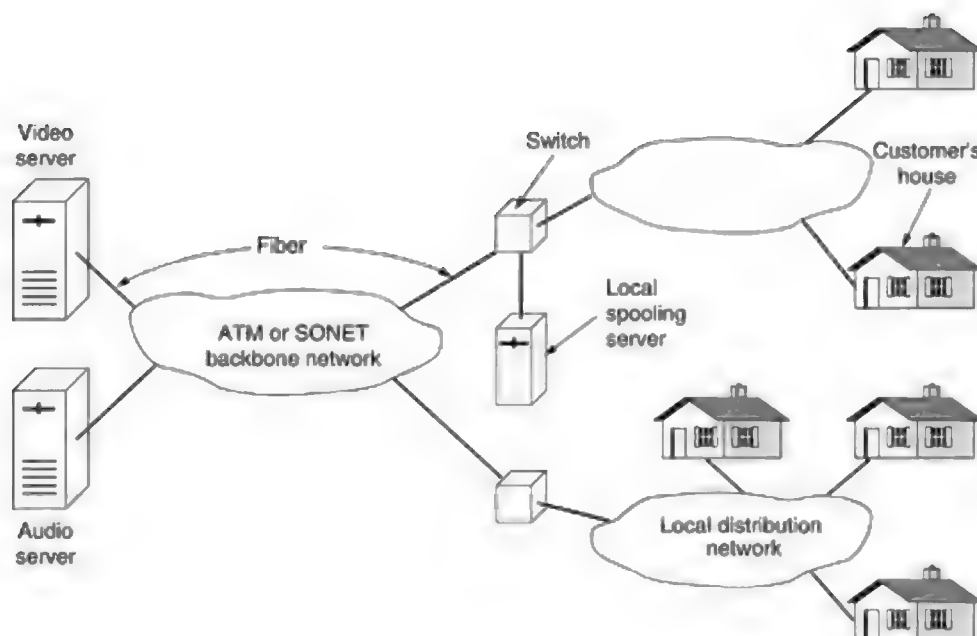 Video
server
Switch
Customer's
house
Fiber
ATM or SONET
backbone network
Local
spooling
server
Audio
server
Local distribution
network